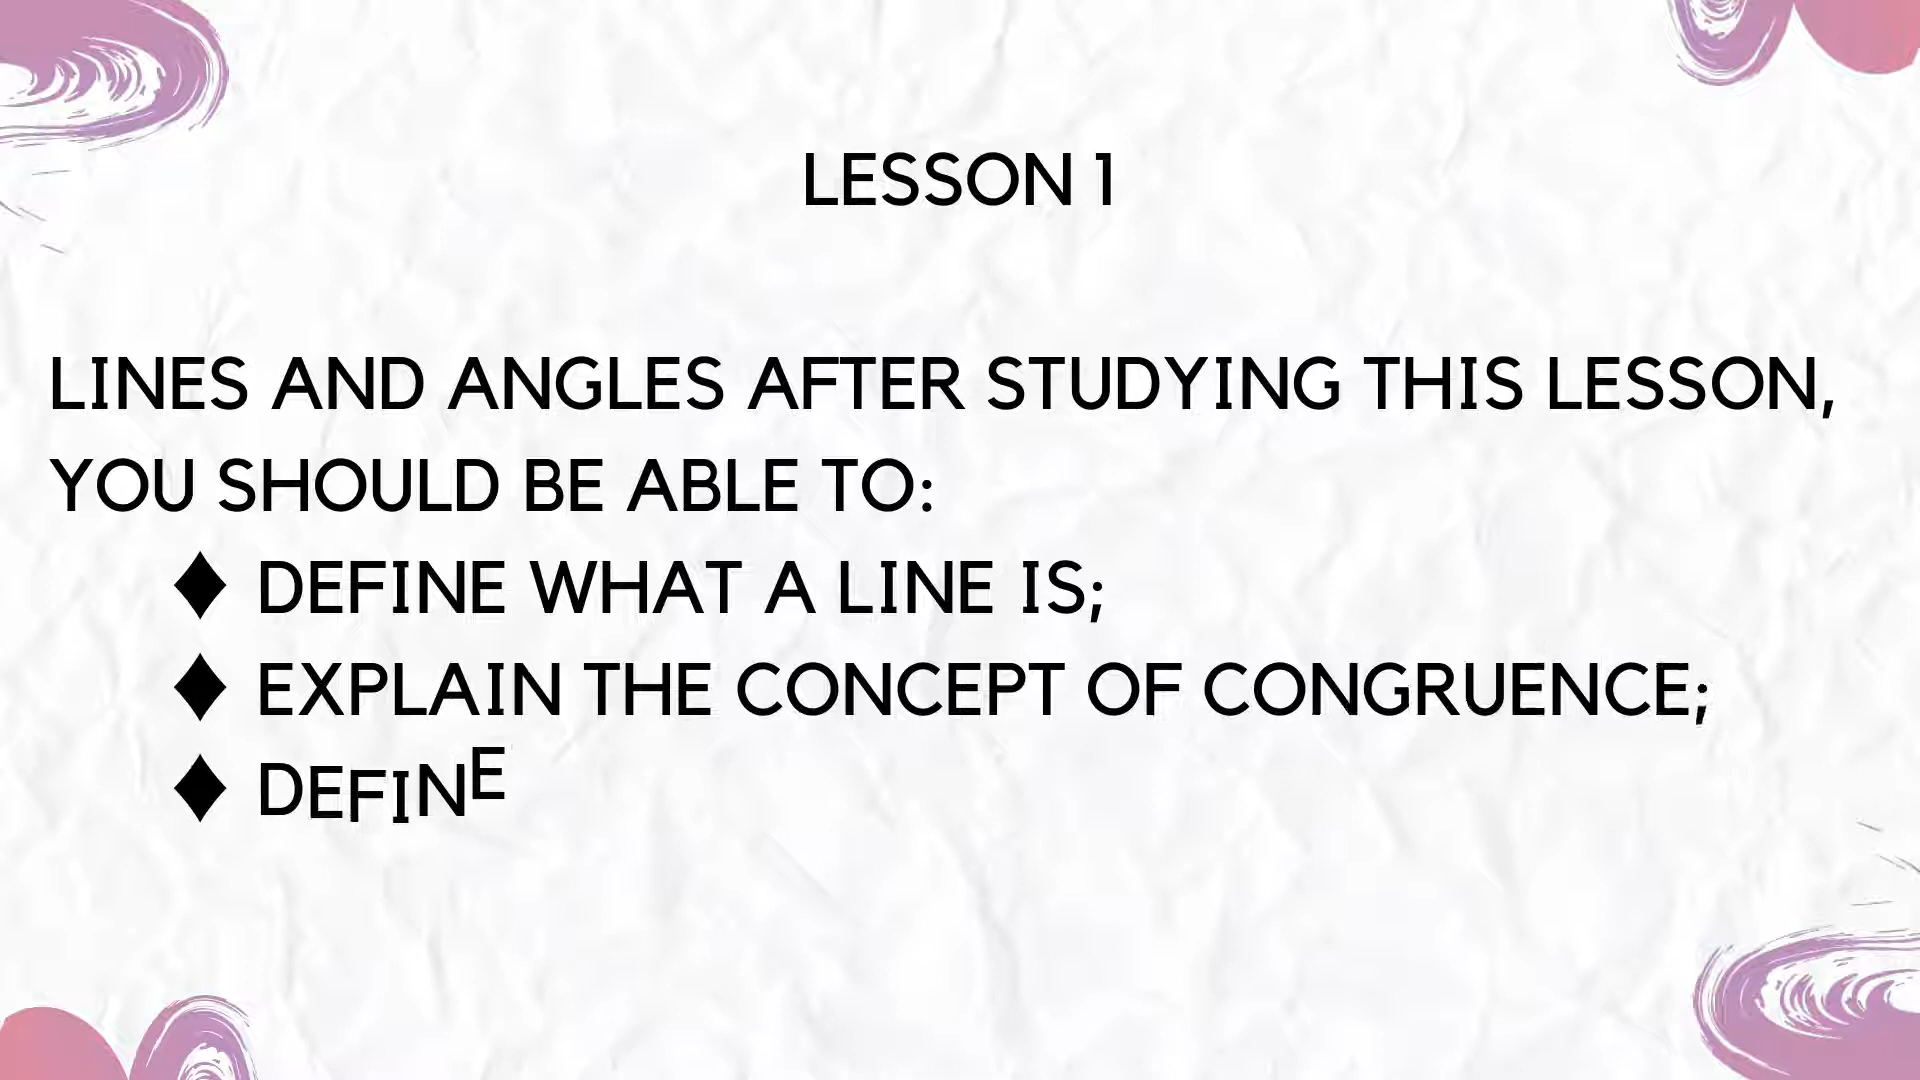 LESSON 1
LINES AND ANGLES AFTER STUDYING THIS LESSON,
YOU SHOULD BE ABLE TO:
♦ DEFINE WHAT A LINE IS;
♦ EXPLAIN THE CONCEPT OF CONGRUENCE;
♦ DEFINE